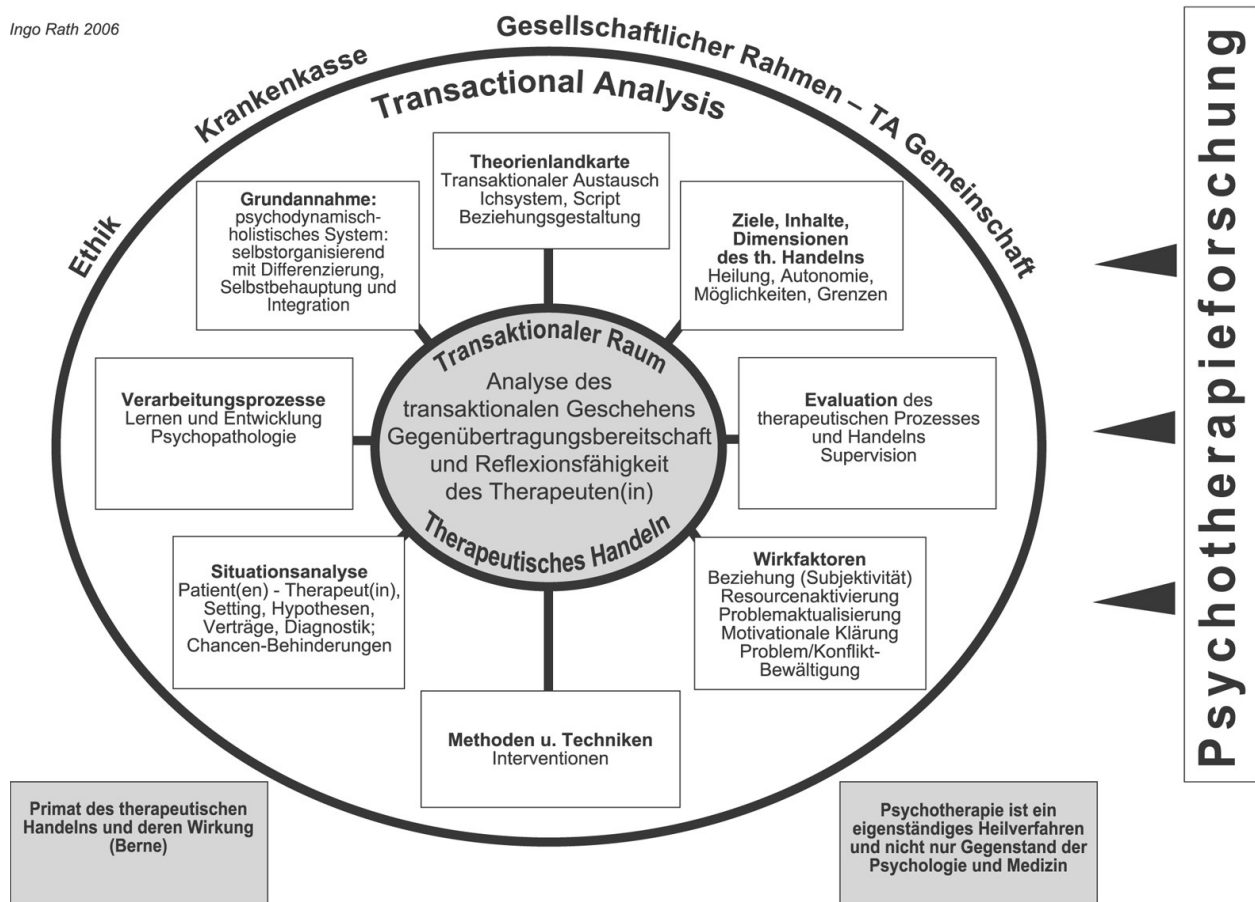 Ingo Rath 2006
Ethik
Krankenkasse
Gesellschaftlicher Rahmen – TA Gemeinschaft
Transactional Analysis
Theorienlandkarte
Transaktionaler Austausch
Ichsystem, Script
Beziehungsgestaltung
Grundannahme:
psychodynamisch-
holistisches System:
selbstorganisierend
mit Differenzierung,
Selbstbehauptung und
Integration
Ziele, Inhalte,
Dimensionen
des th. Handelns
Heilung, Autonomie,
Möglichkeiten, Grenzen
Verarbeitungsprozesse
Lernen und Entwicklung
Psychopathologie
Transaktionaler Raum
Analyse des
transaktionalen Geschehens
Gegenübertragungsbereitschaft
und Reflexionsfähigkeit
des Therapeuten(in)
Therapeutisches Handeln
Evaluation des
therapeutischen Prozesses
und Handelns
Supervision
Situationsanalyse
Patient(en) - Therapeut(in),
Setting, Hypothesen,
Verträge, Diagnostik;
Chancen-Behinderungen
Wirkfaktoren
Beziehung (Subjektivität)
Resourcenaktivierung
Problemaktualisierung
Motivationale Klärung
Problem/Konflikt-
Bewältigung
Methoden u. Techniken
Interventionen
Primat des therapeutischen
Handelns und deren Wirkung
(Berne)
Psychotherapie ist ein
eigenständiges Heilverfahren
und nicht nur Gegenstand der
Psychologie und Medizin
Psychotherapieforschung